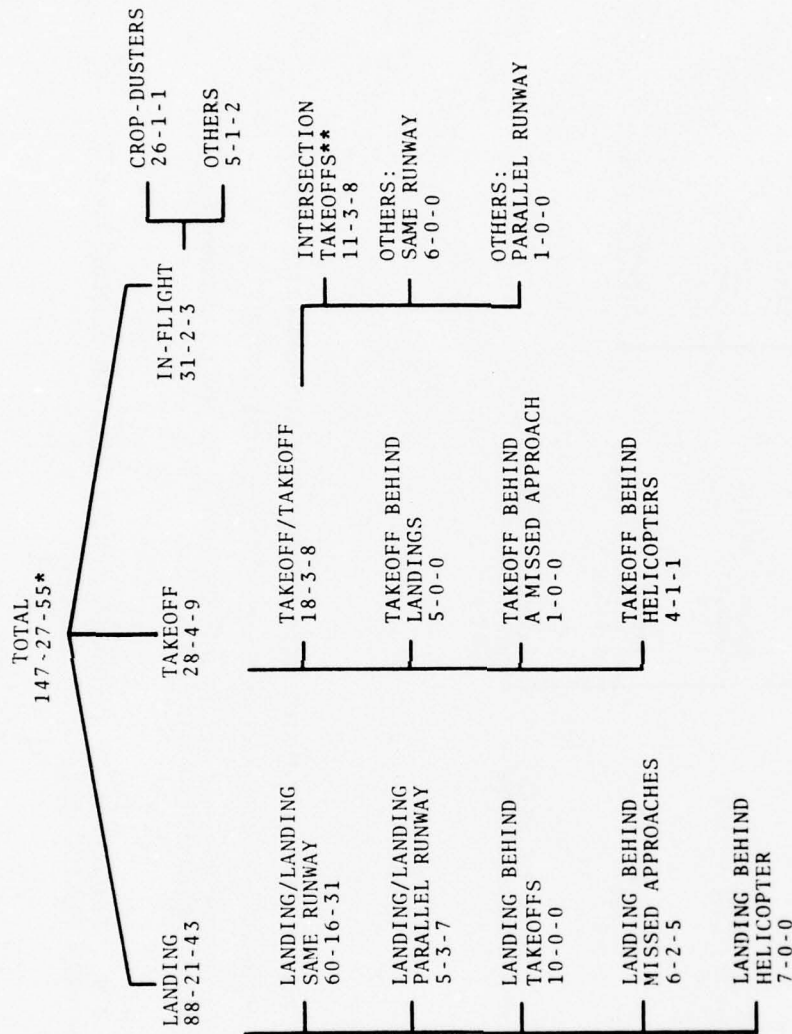 TOTAL
147-27-55*
LANDING
88-21-43
TAKEOFF
28-4-9
IN-FLIGHT
31-2-3
CROP-DUSTERS
26-1-1
OTHERS
5-1-2
LANDING/LANDING
SAME RUNWAY
60-16-31
LANDING/LANDING
PARALLEL RUNWAY
5-3-7
LANDING BEHIND
TAKEOFFS
10-0-0
LANDING BEHIND
MISSED APPROACHES
6-2-5
LANDING BEHIND
HELICOPTER
7-0-0
TAKEOFF/TAKEOFF
18-3-8
TAKEOFF BEHIND
LANDINGS
5-0-0
TAKEOFF BEHIND
A MISSED APPROACH
1-0-0
TAKEOFF BEHIND
HELICOPTERS
4-1-1
INTERSECTION
TAKEOFFS**
11-3-8
OTHERS:
SAME RUNWAY
6-0-0
OTHERS:
PARALLEL RUNWAY
1-0-0